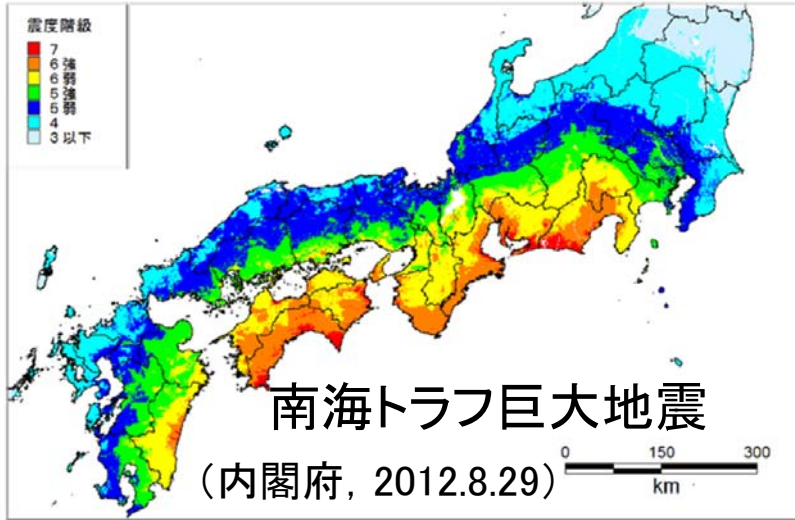 震度階級
7
6強
6弱
5強
5弱
4
3以下
南海トラフ巨大地震
（内閣府, 2012.8.29）
0 150 300
km